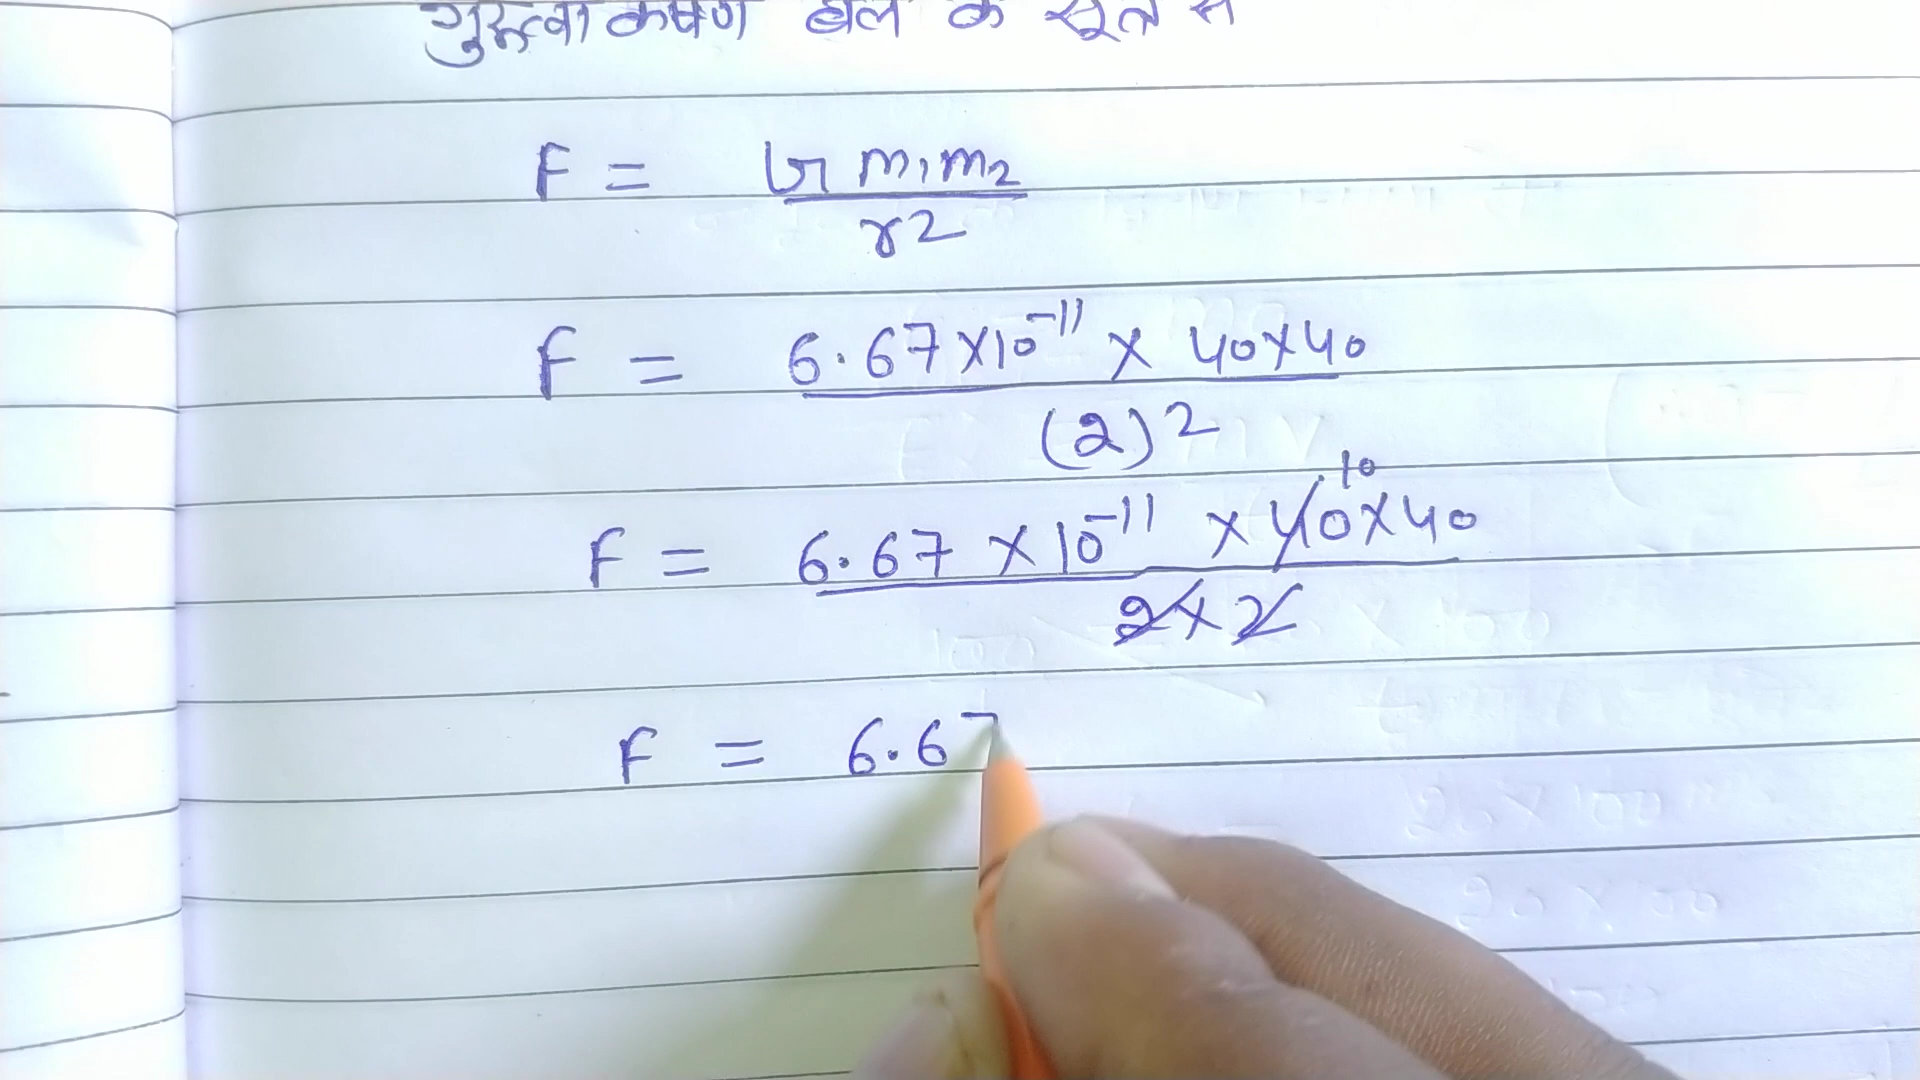 गुरुत्वाकर्षण बल के सूत्र से
F = G m₁m₂ / r2
F = 6.67×10⁻¹¹ × 40×40 / (2)²
10
F = 6.67 × 10⁻¹¹ × 40×40 / 2×2
F = 6.67